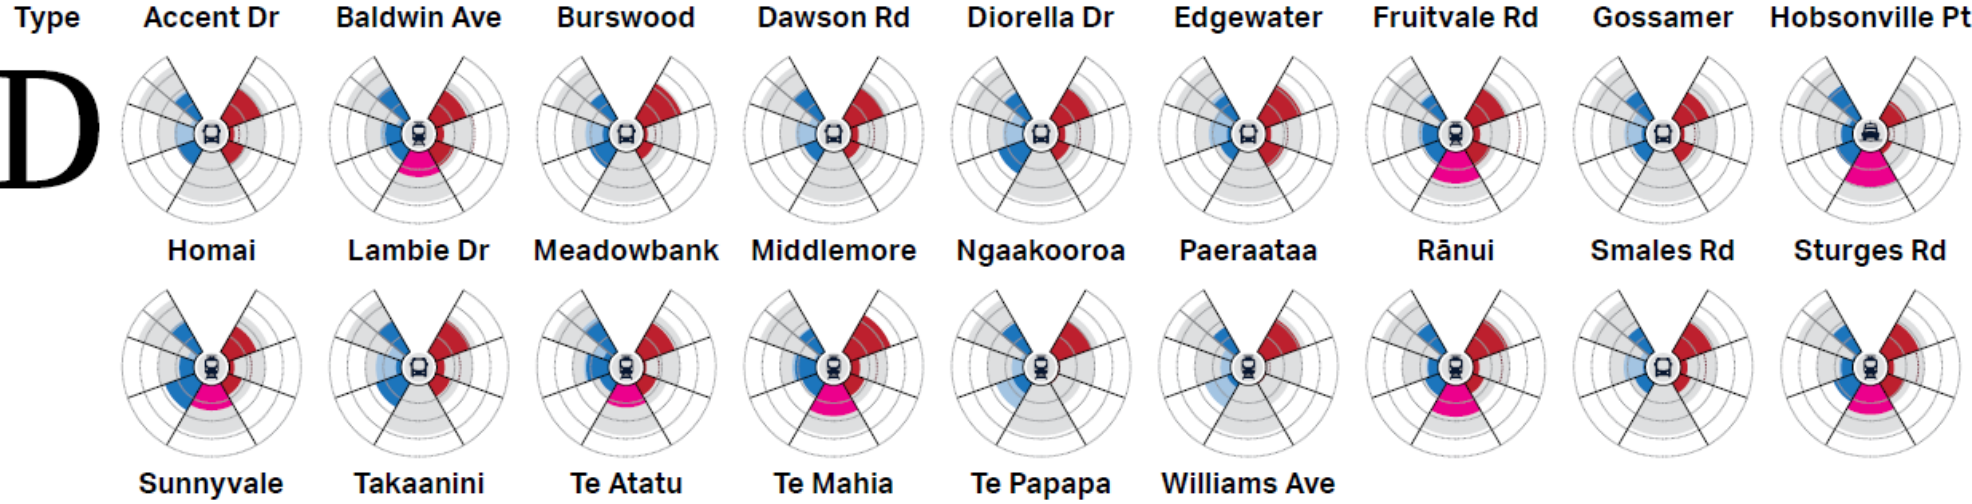 Type Accent Dr Baldwin Ave Burswood Dawson Rd Diorella Dr Edgewater Fruitvale Rd Gossamer Hobsonville Pt
D
Homai Lambie Dr Meadowbank Middlemore Ngaakooroa Paeraataa Rānui Smales Rd Sturges Rd
Sunnyvale Takaanini Te Atatu Te Mahia Te Papapa Williams Ave